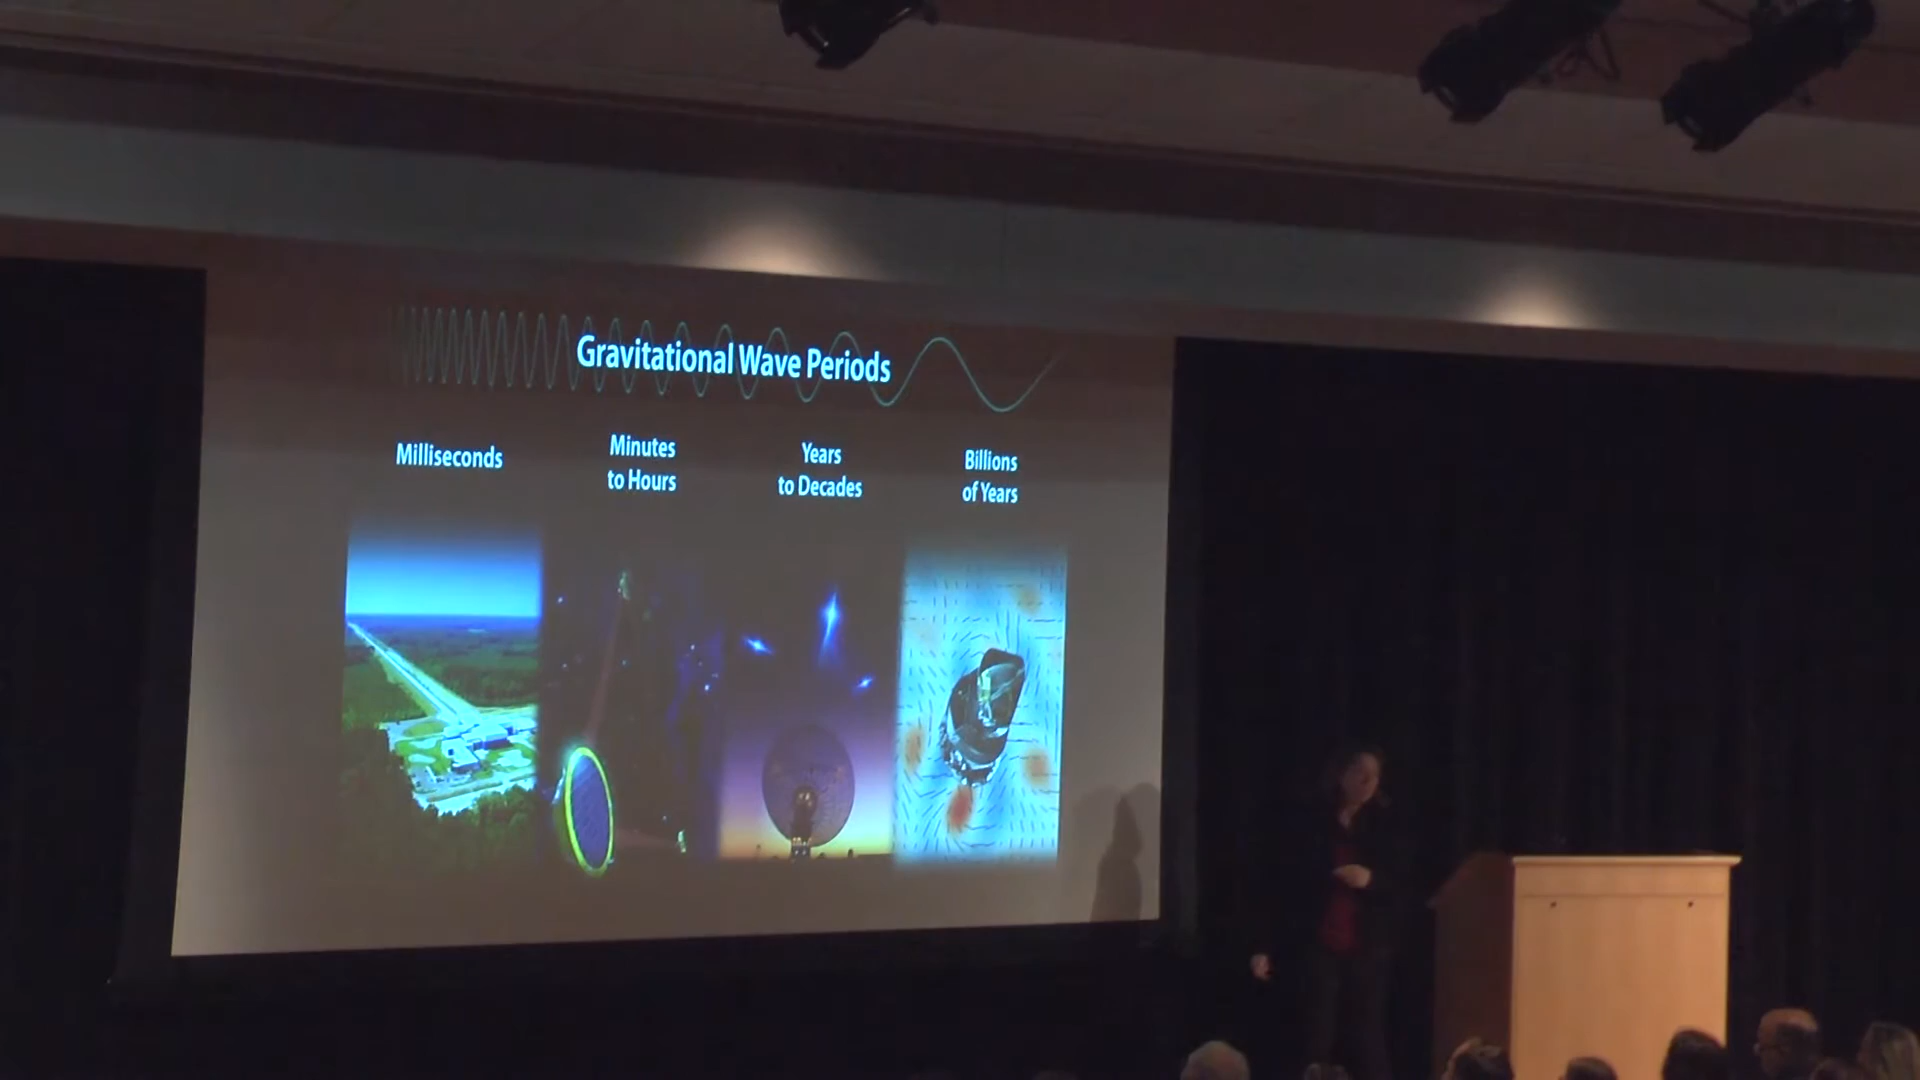 Gravitational Wave Periods
Milliseconds
Minutes
to Hours
Years
to Decades
Billions
of Years